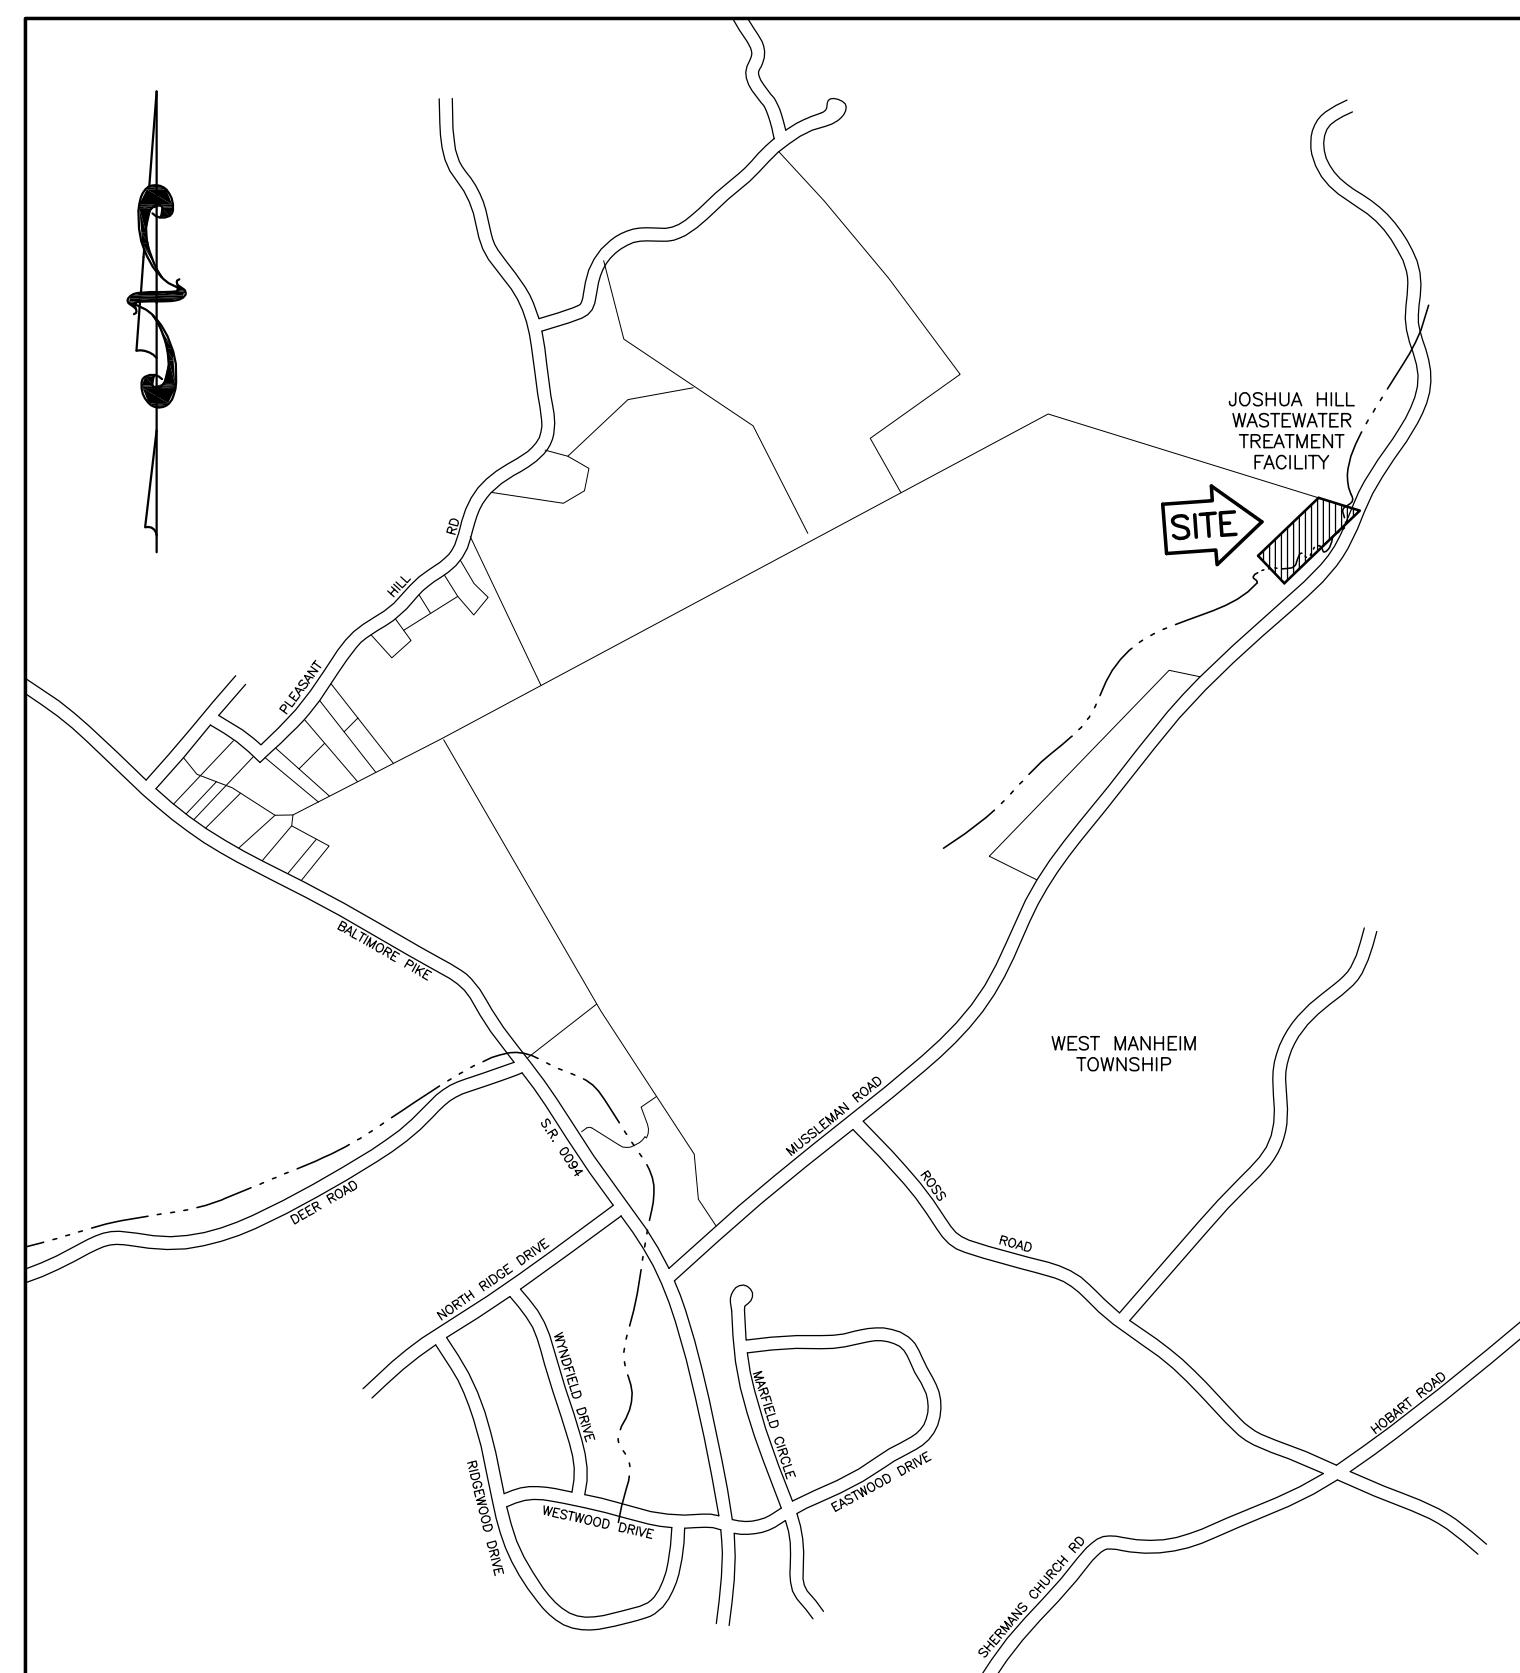 JOSHUA HILL
WASTEWATER
TREATMENT
FACILITY
SITE
PLEASANT HILL RD
BALTIMORE PIKE
WEST MANHEIM
TOWNSHIP
S.R. 0094
MUSSLEMAN ROAD
DEER ROAD
ROSS ROAD
NORTH RIDGE DRIVE
WYNDFIELD DRIVE
MARFIELD CIRCLE
HOBART ROAD
RIDGEWOOD DRIVE
WESTWOOD DRIVE
EASTWOOD DRIVE
SHERMANS CHURCH RD